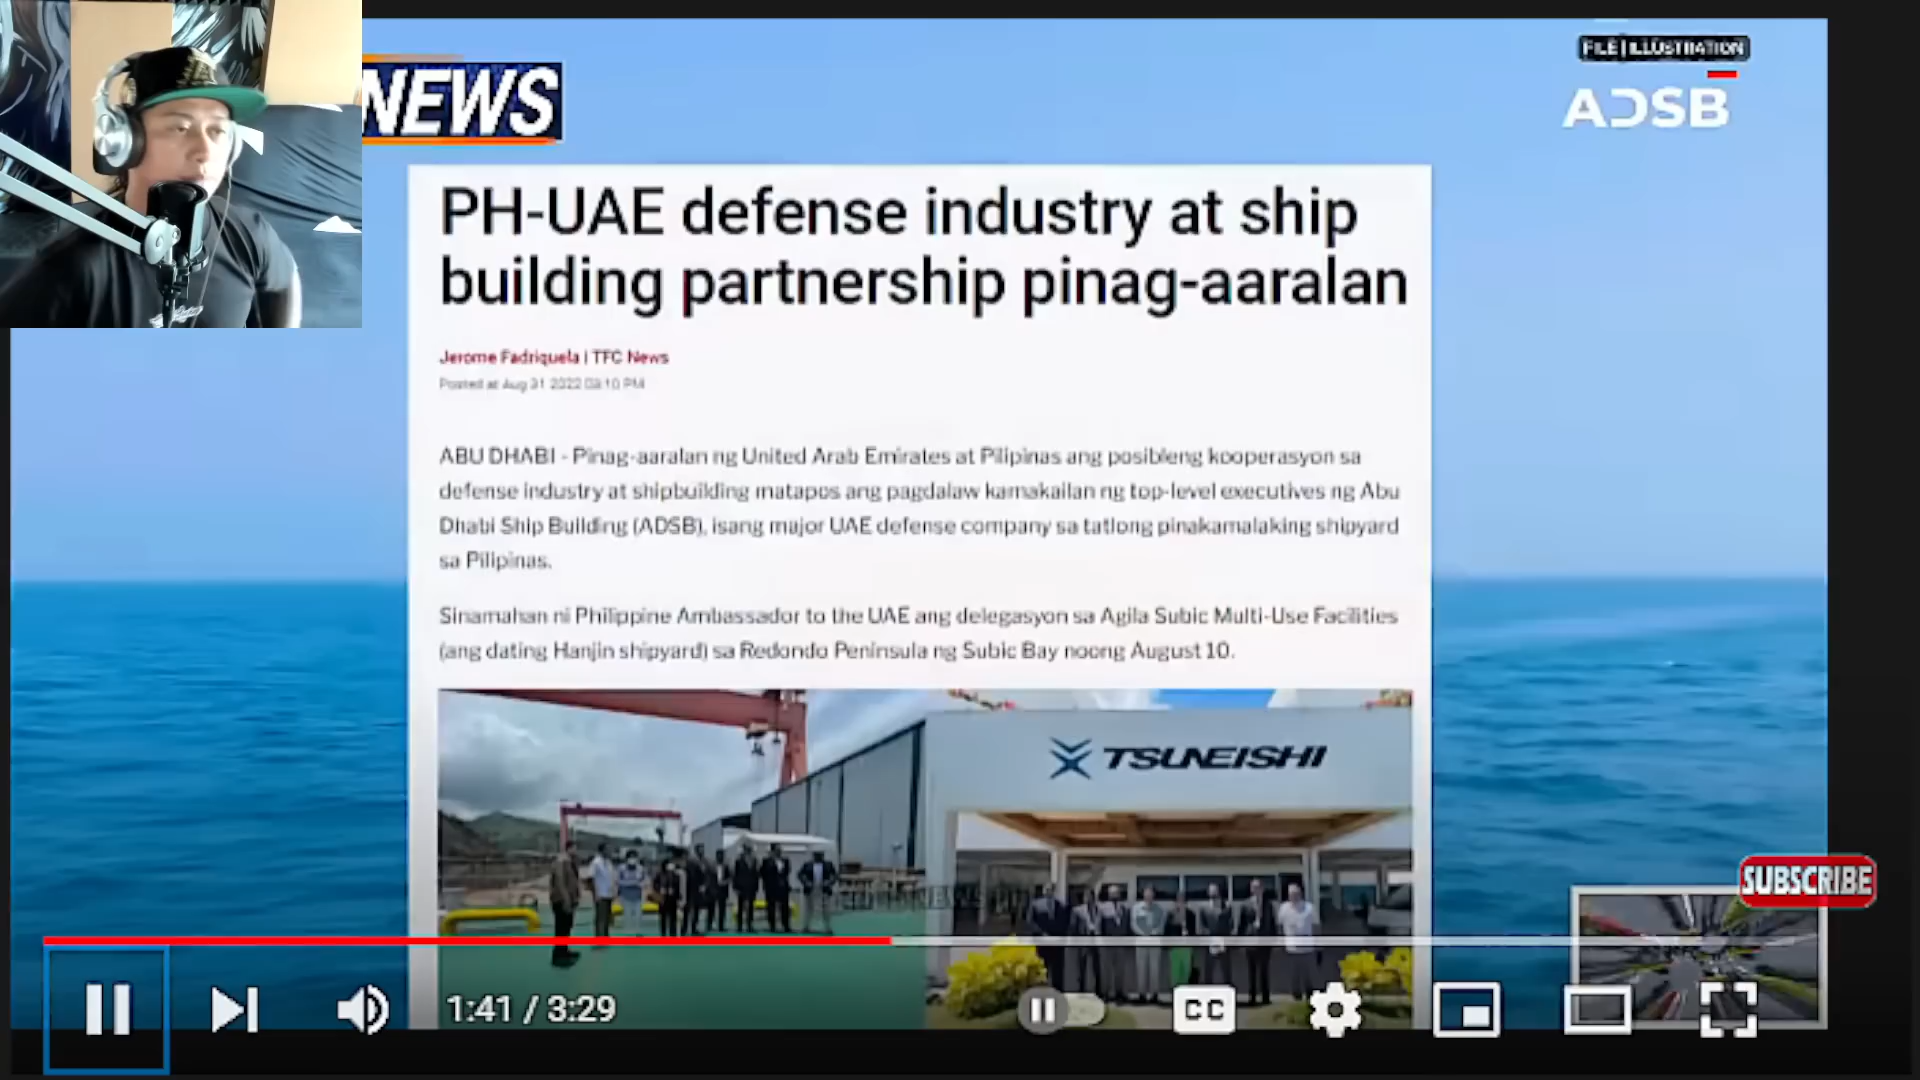 FILE | ILLUSTRATION
NEWS
ADSB
PH-UAE defense industry at ship
building partnership pinag-aaralan
Jerome Fadriquela | TFC News
Posted at Aug 31 2022 03:10 PM
ABU DHABI - Pinag-aaralan ng United Arab Emirates at Pilipinas ang posibleng kooperasyon sa
defense industry at shipbuilding matapos ang pagdalaw kamakailan ng top-level executives ng Abu
Dhabi Ship Building (ADSB), isang major UAE defense company sa tatlong pinakamalaking shipyard
sa Pilipinas.
Sinamahan ni Philippine Ambassador to the UAE ang delegasyon sa Agila Subic Multi-Use Facilities
(ang dating Hanjin shipyard) sa Redondo Peninsula ng Subic Bay noong August 10.
TSUNEISHI
SUBSCRIBE
1:41 / 3:29
CC